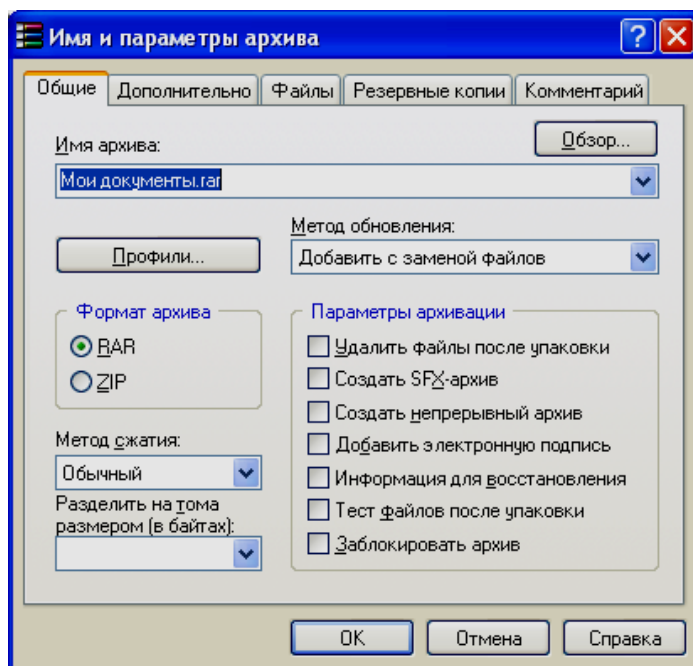 Имя и параметры архива
Общие
Дополнительно
Файлы
Резервные копии
Комментарий
Имя архива:
Обзор...
Мои документы.rar
Метод обновления:
Профили...
Добавить с заменой файлов
Формат архива
RAR
ZIP
Метод сжатия:
Обычный
Разделить на тома
размером (в байтах):
Параметры архивации
Удалить файлы после упаковки
Создать SFX-архив
Создать непрерывный архив
Добавить электронную подпись
Информация для восстановления
Тест файлов после упаковки
Заблокировать архив
OK
Отмена
Справка